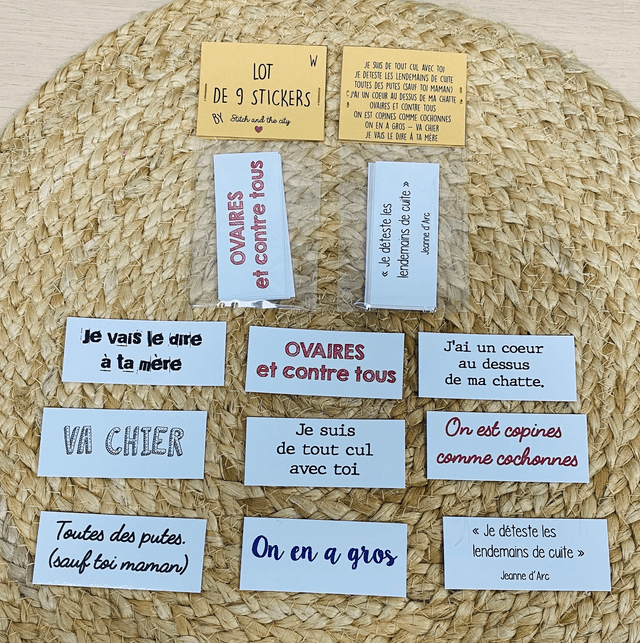 LOT
DE 9 STICKERS
BY Stitch and the city
W
JE SUIS DE TOUT CUL AVEC TOI
JE DETESTE LES LENDEMAINS DE CUITE
TOUTES DES PUTES (SAUF TOI MAMAN)
J'AI UN COEUR AU DESSUS DE MA CHATTE
OVAIRES ET CONTRE TOUS
ON EST COPINES COMME COCHONNES
ON EN A GROS - VA CHIER
JE VAIS LE DIRE À TA MÈRE
OVAIRES
et contre tous
« Je déteste les
lendemains de cuite »
Jeanne d'Arc
Je vais le dire
à ta mère
OVAIRES
et contre tous
J'ai un coeur
au dessus
de ma chatte.
VA CHIER
Je suis
de tout cul
avec toi
On est copines
comme cochonnes
Toutes des putes.
(sauf toi maman)
On en a gros
« Je déteste les
lendemains de cuite »
Jeanne d'Arc